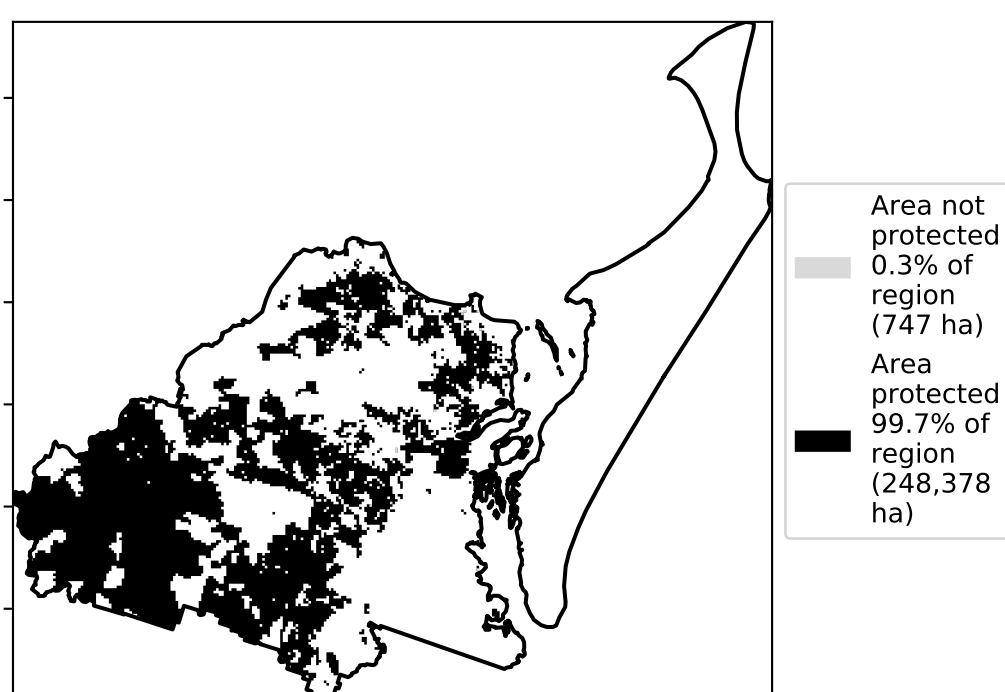 Area not
protected
0.3% of
region
(747 ha)
Area
protected
99.7% of
region
(248,378
ha)